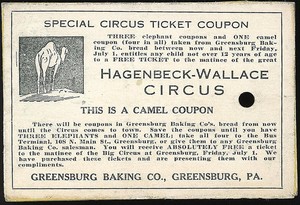 SPECIAL CIRCUS TICKET COUPON
THREE elephant coupons and ONE camel
coupon (four in all) taken from Greensburg Bak-
ing Co. bread between now and next Friday,
July 1, entitles any child not over 12 years of age
to a FREE TICKET to the matinee of the great
HAGENBECK-WALLACE
CIRCUS
THIS IS A CAMEL COUPON
There will be coupons in Greensburg Baking Co's. bread from now
until the Circus comes to town. Save the coupons until you have
THREE ELEPHANTS and ONE CAMEL; take all four to the Bus
Terminal, 108 N. Main St., Greensburg, or give them to any Greensburg
Baking Co. salesman. You will receive ABSOLUTELY FREE a ticket
to the matinee of the Big Circus at Greensburg, Friday, July 1. We
have purchased these tickets and are presenting them with our
compliments.
GREENSBURG BAKING CO., GREENSBURG, PA.